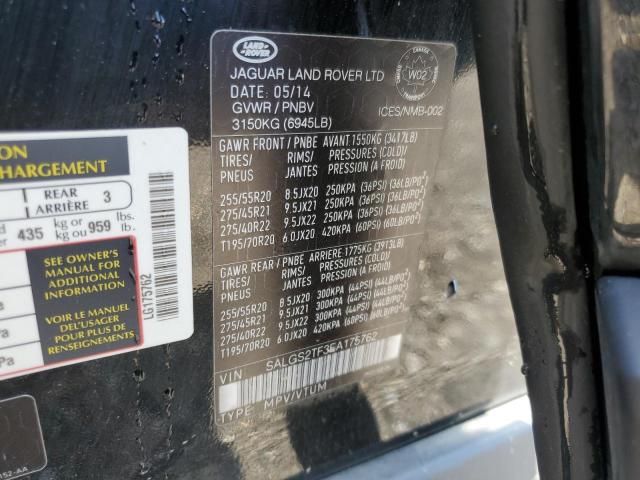 LAND
ROVER
JAGUAR LAND ROVER LTD
DATE: 05/14
GVWR / PNBV
3150KG (6945LB)
CANADA
W02
ICES/NMB-002
GAWR FRONT / PNBE AVANT 1550KG (3417LB)
TIRES/ RIMS/ PRESSURES (COLD)/
PNEUS JANTES PRESSION (A FROID)
255/55R20 8.5JX20 250KPA (36PSI) (36LB/PO²)
275/45R21 9.5JX21 250KPA (36PSI) (36LB/PO²)
275/40R22 9.5JX22 250KPA (36PSI) (36LB/PO²)
T195/70R20 6.0JX20 420KPA (60PSI) (60LB/PO²)
GAWR REAR / PNBE ARRIERE 1775KG (3913LB)
TIRES/ RIMS/ PRESSURES (COLD)/
PNEUS JANTES PRESSION (A FROID)
255/55R20 8.5JX20 300KPA (44PSI) (44LB/PO²)
275/45R21 9.5JX21 300KPA (44PSI) (44LB/PO²)
275/40R22 9.5JX22 300KPA (44PSI) (44LB/PO²)
T195/70R20 6.0JX20 420KPA (60PSI) (60LB/PO²)
VIN SALGS2TF3EA175762
TYPE MPV/VTUM
ON
CHARGEMENT
REAR
ARRIÈRE 3
435 kg or
kg ou 959 lbs.
lb.
SEE OWNER'S
MANUAL FOR
ADDITIONAL
INFORMATION
VOIR LE MANUEL
DE L'USAGER
POUR PLUS DE
RENSEIGNEMENTS
LG175762
152-AA